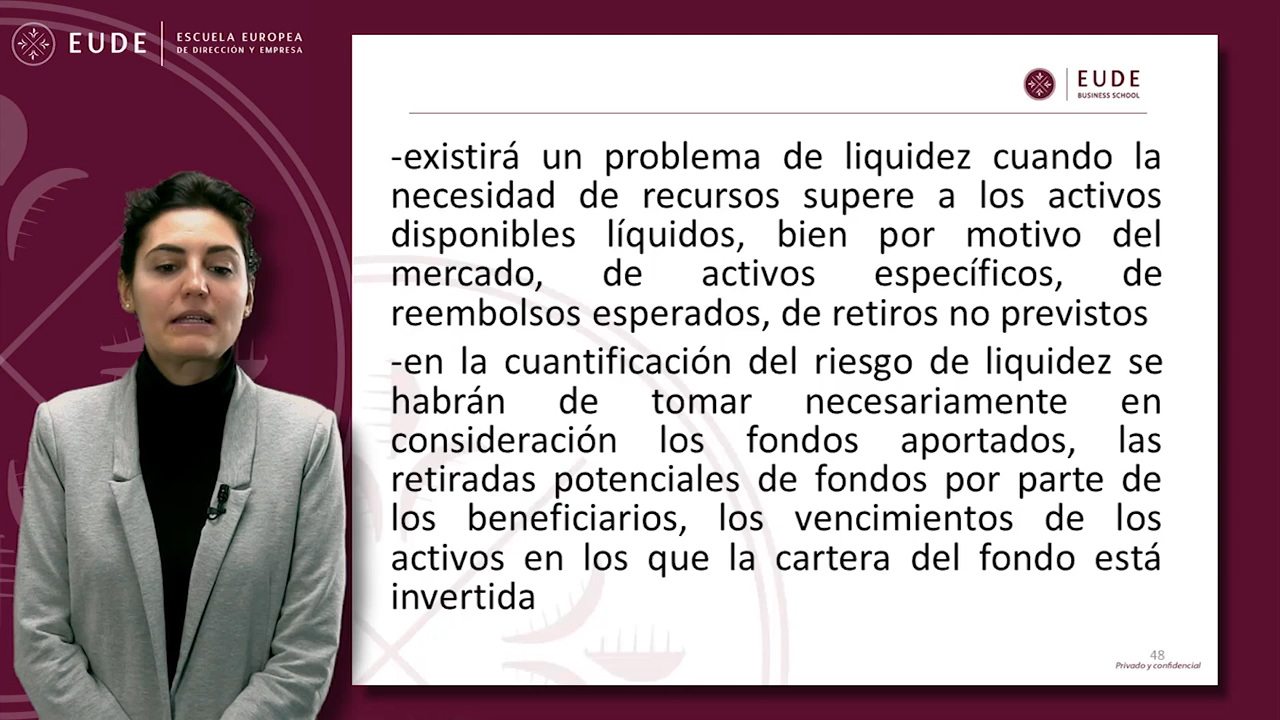 EUDE
ESCUELA EUROPEA
DE DIRECCIÓN Y EMPRESA
EUDE
BUSINESS SCHOOL
-existirá un problema de liquidez cuando la
necesidad de recursos supere a los activos
disponibles líquidos, bien por motivo del
mercado, de activos específicos, de
reembolsos esperados, de retiros no previstos
-en la cuantificación del riesgo de liquidez se
habrán de tomar necesariamente en
consideración los fondos aportados, las
retiradas potenciales de fondos por parte de
los beneficiarios, los vencimientos de los
activos en los que la cartera del fondo está
invertida
48
Privado y confidencial